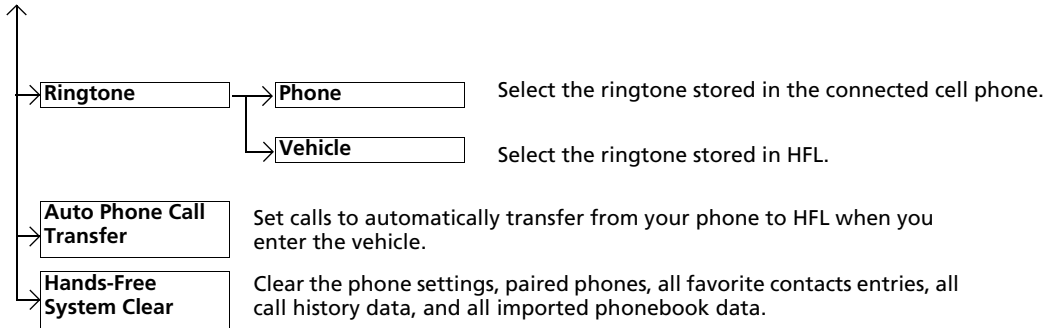 Ringtone
Phone
Select the ringtone stored in the connected cell phone.
Vehicle
Select the ringtone stored in HFL.
Auto Phone Call
Transfer
Set calls to automatically transfer from your phone to HFL when you
enter the vehicle.
Hands-Free
System Clear
Clear the phone settings, paired phones, all favorite contacts entries, all
call history data, and all imported phonebook data.